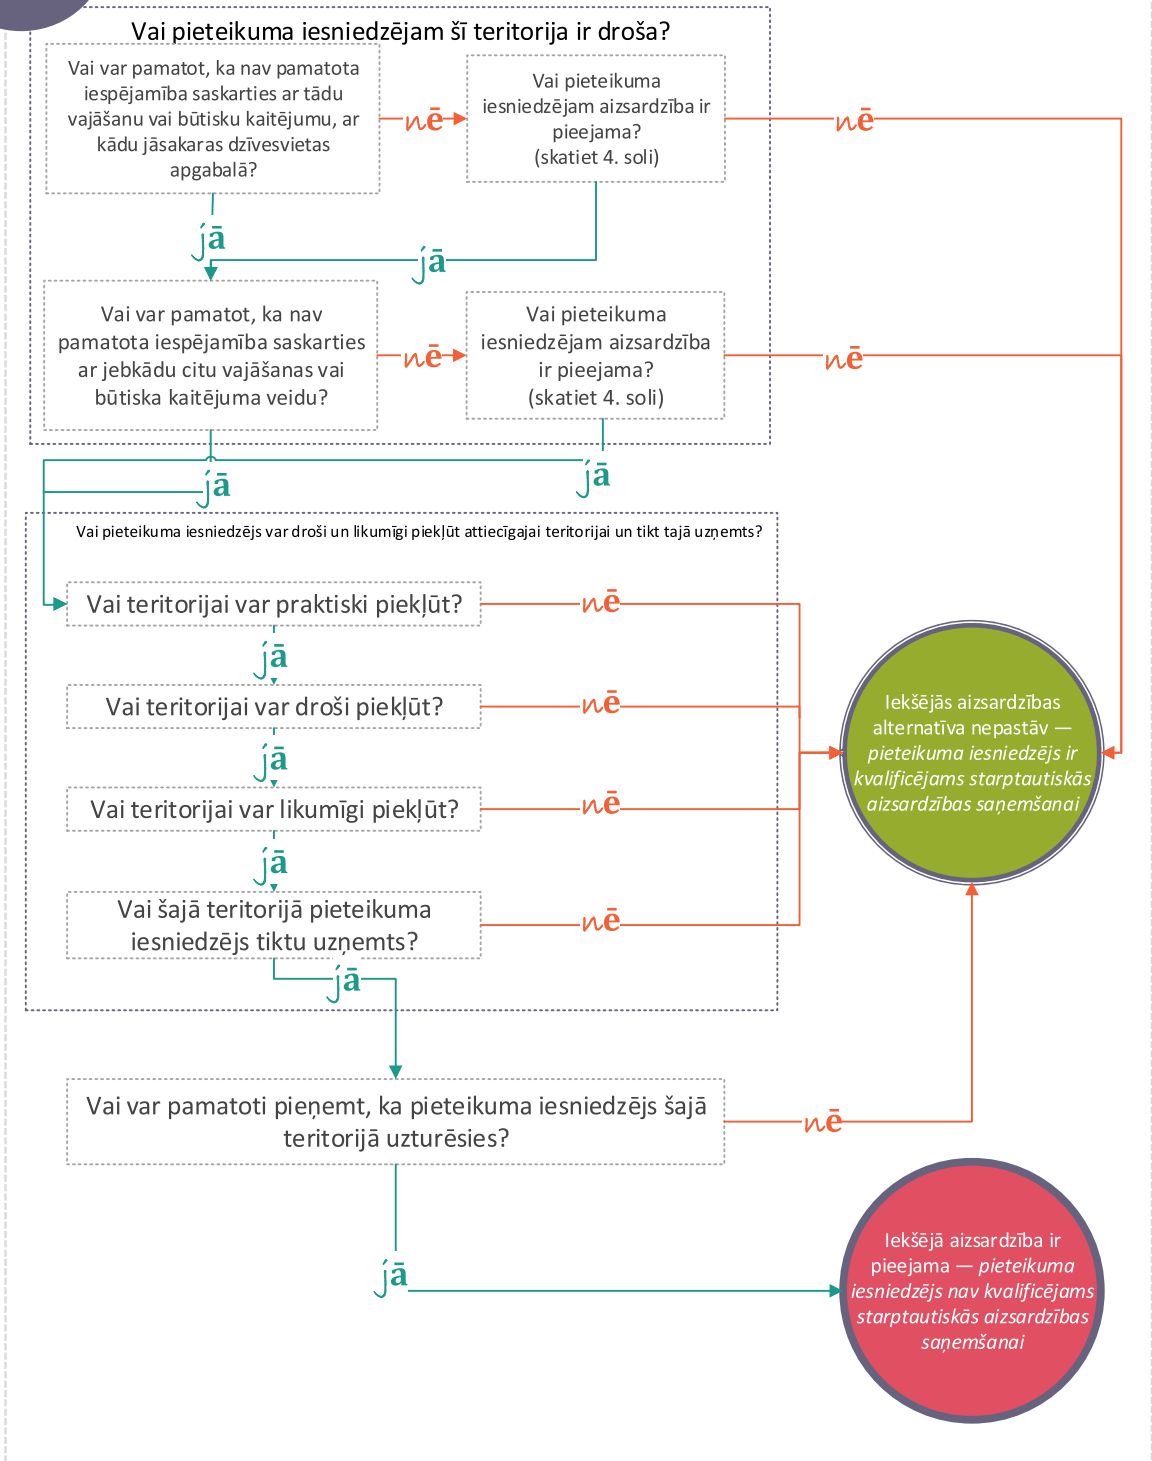 Vai pieteikuma iesniedzējam šī teritorija ir droša?
Vai var pamatot, ka nav pamatota
iespējamība saskarties ar tādu
vajāšanu vai būtisku kaitējumu, ar
kādu jāsakaras dzīvesvietas
apgabalā?
nē
Vai pieteikuma
iesniedzējam aizsardzība ir
pieejama?
(skatiet 4. soli)
nē
jā
jā
Vai var pamatot, ka nav
pamatota iespējamība saskarties
ar jebkādu citu vajāšanas vai
būtiska kaitējuma veidu?
nē
Vai pieteikuma
iesniedzējam aizsardzība
ir pieejama?
(skatiet 4. soli)
nē
jā
jā
Vai pieteikuma iesniedzējs var droši un likumīgi piekļūt attiecīgajai teritorijai un tikt tajā uzņemts?
Vai teritorijai var praktiski piekļūt?
nē
jā
Vai teritorijai var droši piekļūt?
nē
jā
Vai teritorijai var likumīgi piekļūt?
nē
jā
Vai šajā teritorijā pieteikuma
iesniedzējs tiktu uzņemts?
nē
jā
Iekšējās aizsardzības
alternatīva nepastāv —
pieteikuma iesniedzējs ir
kvalificējams starptautiskās
aizsardzības saņemšanai
Vai var pamatoti pieņemt, ka pieteikuma iesniedzējs šajā
teritorijā uzturēsies?
nē
jā
Iekšējā aizsardzība ir
pieejama — pieteikuma
iesniedzējs nav kvalificējams
starptautiskās aizsardzības
saņemšanai